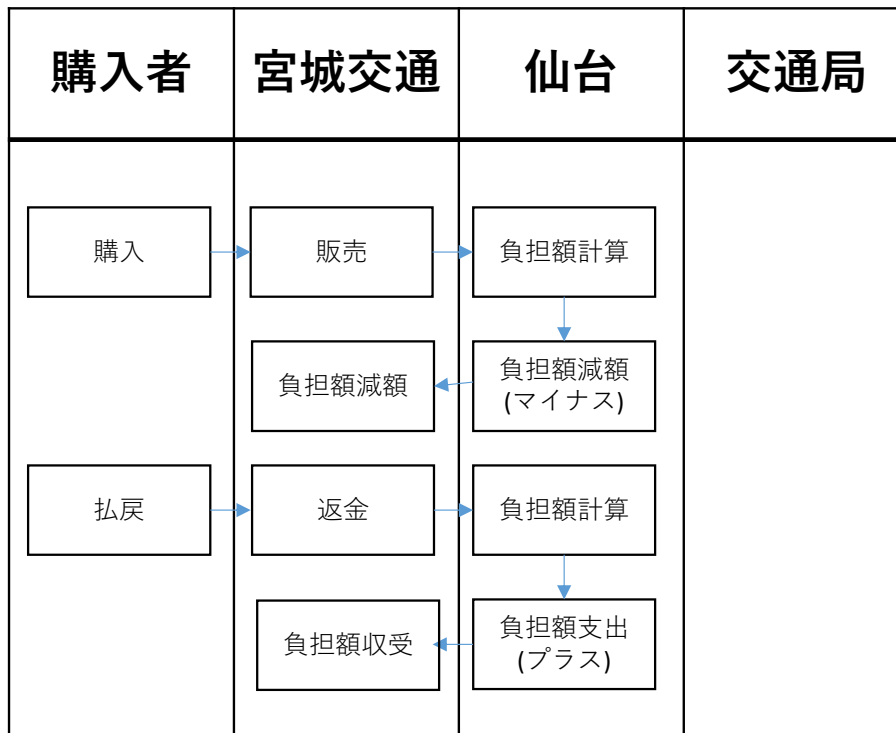 購入者
宮城交通
仙台
交通局
購入
販売
負担額計算
負担額減額
負担額減額
(マイナス)
払戻
返金
負担額計算
負担額収受
負担額支出
(プラス)